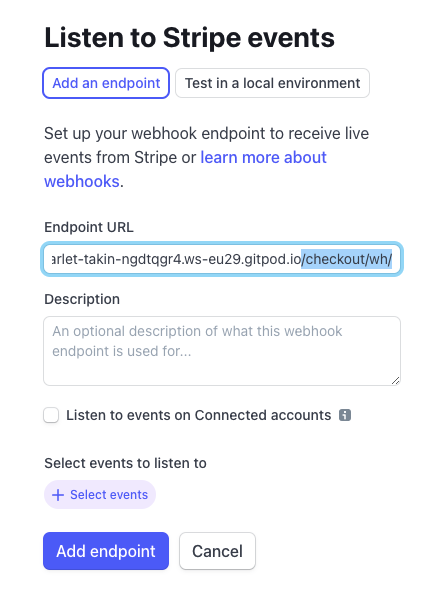 Listen to Stripe events
Add an endpoint
Test in a local environment
Set up your webhook endpoint to receive live
events from Stripe or learn more about
webhooks.
Endpoint URL
arlet-takin-ngdtqgr4.ws-eu29.gitpod.io/checkout/wh/
Description
An optional description of what this webhook
endpoint is used for...
Listen to events on Connected accounts
Select events to listen to
+ Select events
Add endpoint
Cancel